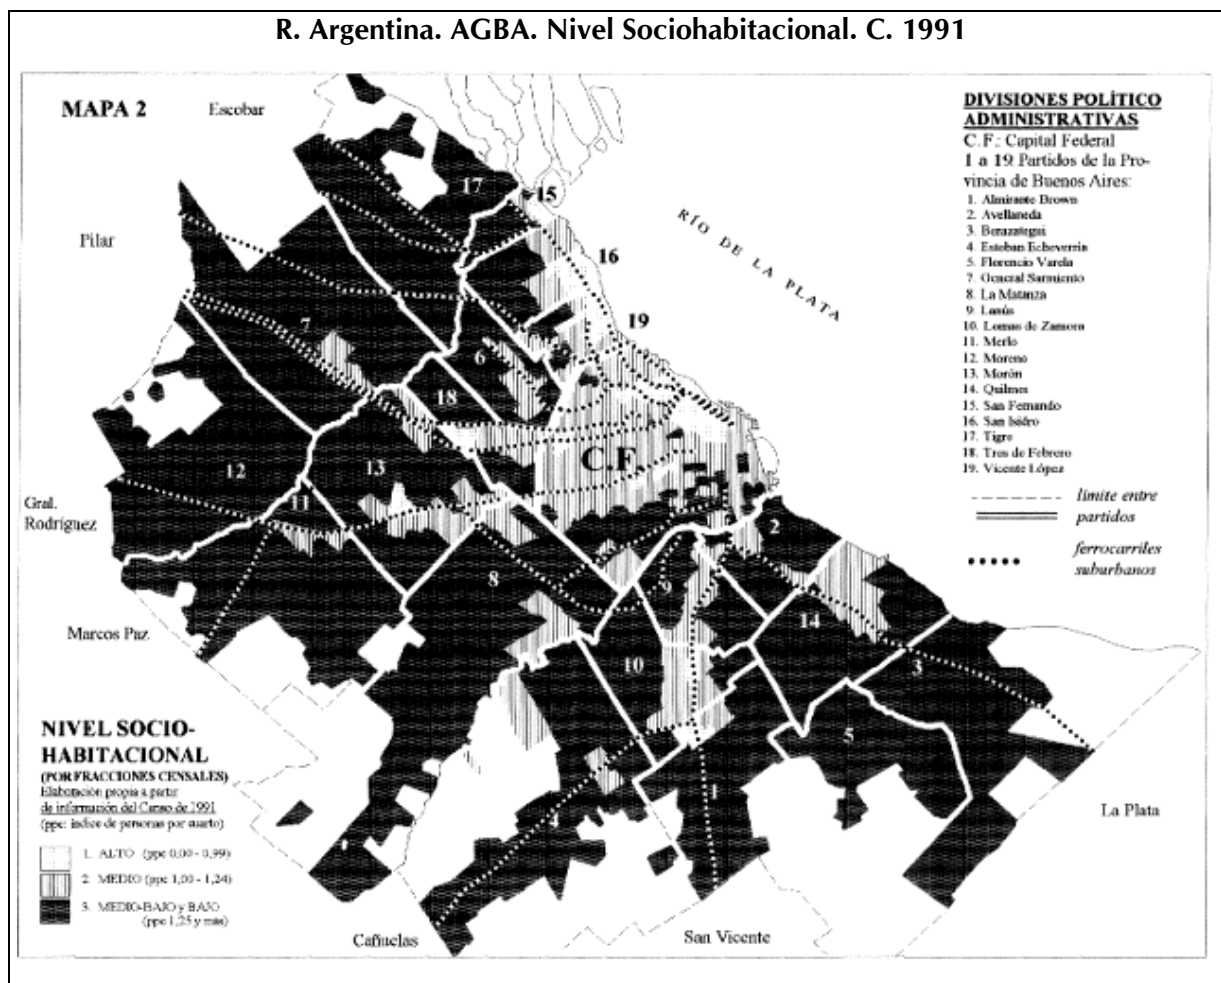 R. Argentina. AGBA. Nivel Sociohabitacional. C. 1991
MAPA 2
Escobar
Pilar
Gral.
Rodríguez
Marcos Paz
Cañuelas
San Vicente
La Plata
RÍO DE LA PLATA
17
15
16
19
7
6
18
C.F.
13
12
11
2
8
9
14
10
3
5
1
4
DIVISIONES POLÍTICO
ADMINISTRATIVAS
C.F.: Capital Federal
1 a 19: Partidos de la Pro-
vincia de Buenos Aires:
1. Almirante Brown
2. Avellaneda
3. Berazategui
4. Esteban Echeverría
5. Florencio Varela
7. General Sarmiento
8. La Matanza
9. Lanús
10. Lomas de Zamora
11. Merlo
12. Moreno
13. Morón
14. Quilmes
15. San Fernando
16. San Isidro
17. Tigre
18. Tres de Febrero
19. Vicente López
límite entre
partidos
ferrocarriles
suburbanos
NIVEL SOCIO-
HABITACIONAL
(POR FRACCIONES CENSALES)
Elaboración propia a partir
de información del Censo de 1991
(ppc: índice de personas por cuarto)
1. ALTO (ppc 0,00 - 0,99)
2. MEDIO (ppc 1,00 - 1,24)
3. MEDIO-BAJO y BAJO
(ppc 1,25 y más)